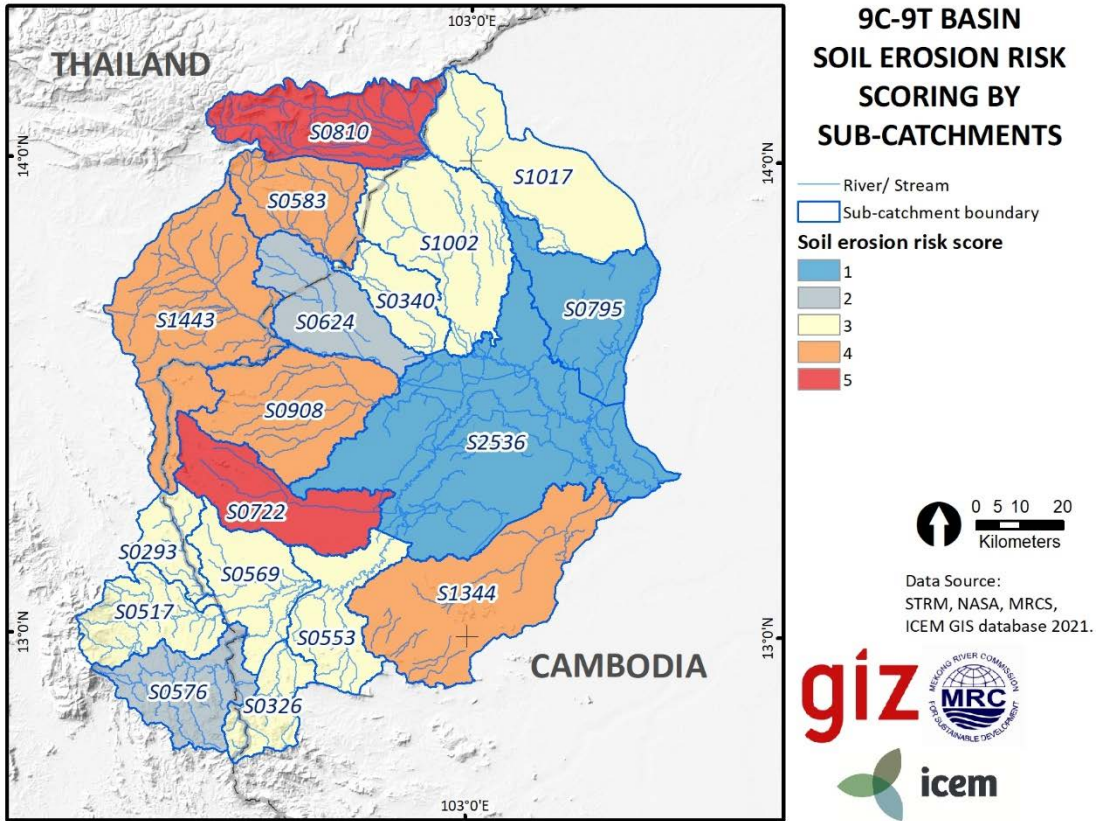 THAILAND
CAMBODIA
103°0'E
103°0'E
14°0'N
14°0'N
13°0'N
13°0'N
S0810
S1017
S0583
S1002
S0340
S0795
S0624
S1443
S0908
S2536
S0722
S0293
S0569
S1344
S0517
S0553
S0576
S0326
9C-9T BASIN
SOIL EROSION RISK
SCORING BY
SUB-CATCHMENTS
River/ Stream
Sub-catchment boundary
Soil erosion risk score
1
2
3
4
5
0 5 10 20
Kilometers
Data Source:
STRM, NASA, MRCS,
ICEM GIS database 2021.
giz
MEKONG RIVER COMMISSION
MRC
FOR SUSTAINABLE DEVELOPMENT
icem